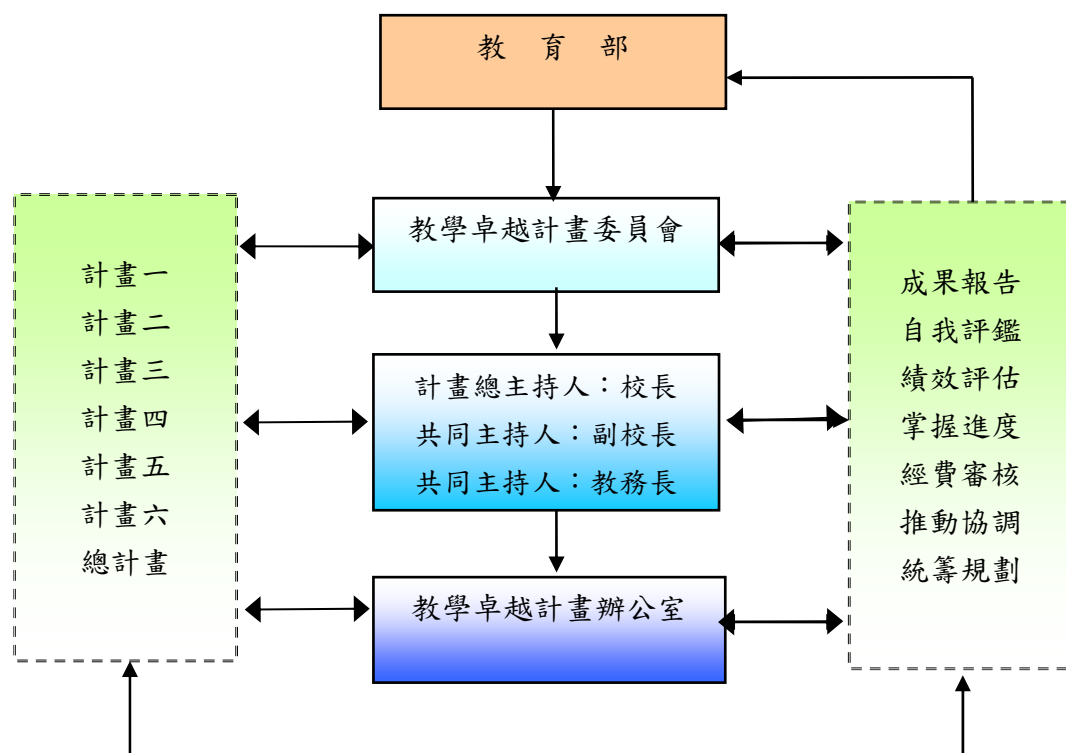 教 育 部
教學卓越計畫委員會
計畫一
計畫二
計畫三
計畫四
計畫五
計畫六
總計畫
計畫總主持人：校長
共同主持人：副校長
共同主持人：教務長
教學卓越計畫辦公室
成果報告
自我評鑑
績效評估
掌握進度
經費審核
推動協調
統籌規劃